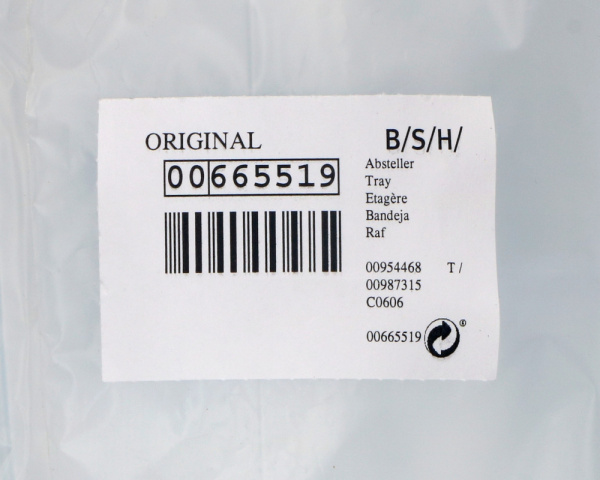 ORIGINAL
00665519
B/S/H/
Absteller
Tray
Etagère
Bandeja
Raf
00954468 T /
00987315
C0606
00665519 ®